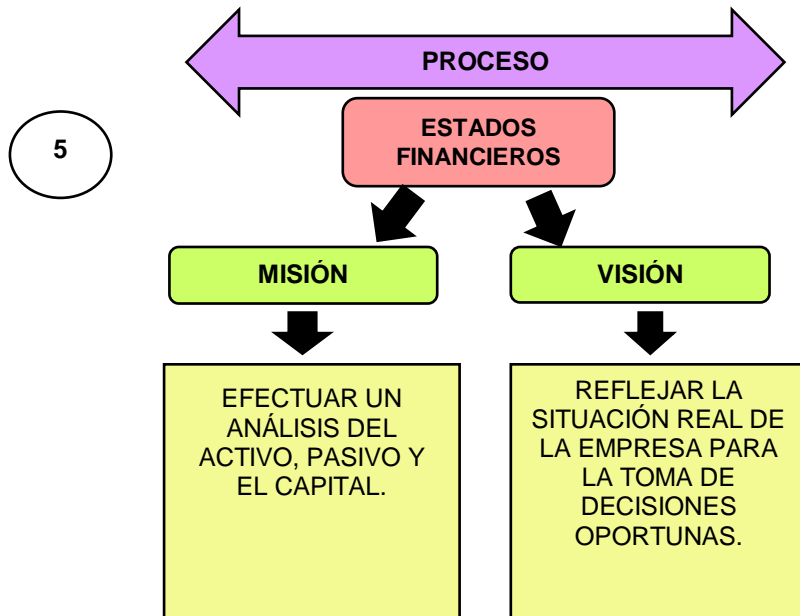 PROCESO
5
ESTADOS
FINANCIEROS
MISIÓN
VISIÓN
EFECTUAR UN
ANÁLISIS DEL
ACTIVO, PASIVO Y
EL CAPITAL.
REFLEJAR LA
SITUACIÓN REAL DE
LA EMPRESA PARA
LA TOMA DE
DECISIONES
OPORTUNAS.